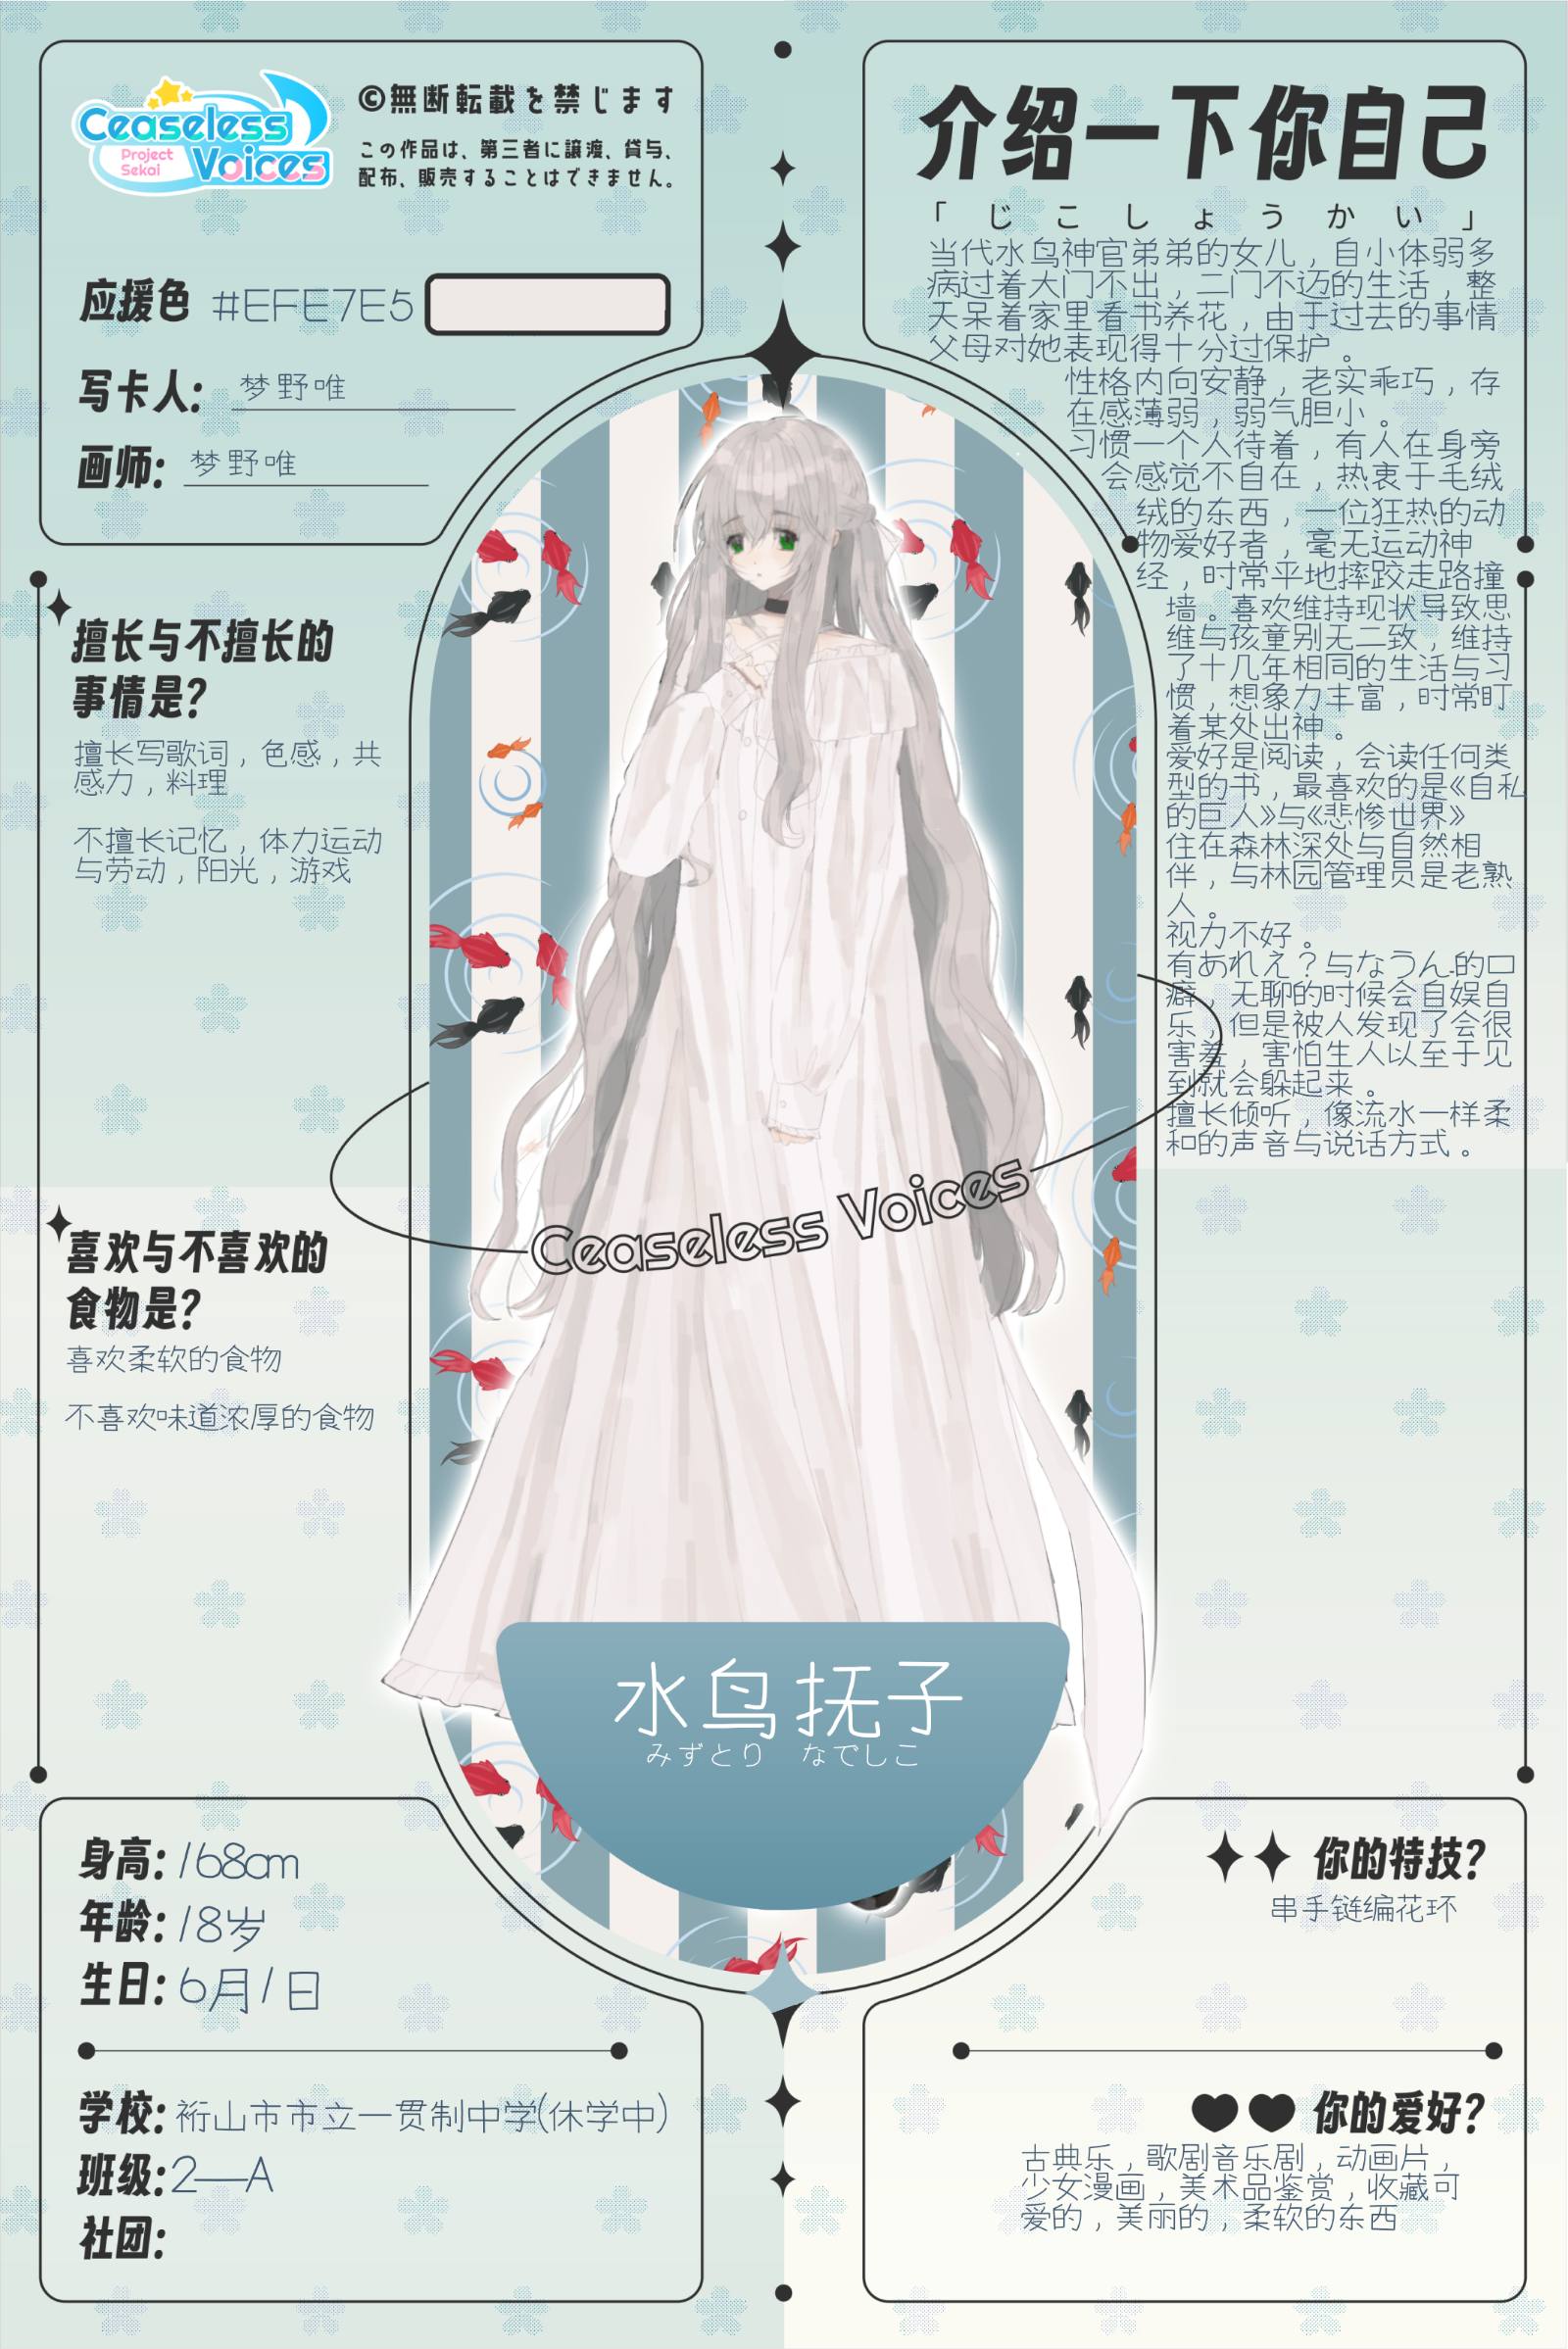 Ceaseless
Voices
Project
Sekai
©無断転載を禁じます
この作品は、第三者に譲渡、貸与、
配布、販売することはできません。
应援色 #EFE7E5
写卡人: 梦野唯
画师: 梦野唯
介绍一下你自己
「じこしょうかい」
当代水鸟神官弟弟的女儿，自小体弱多
病过着大门不出，二门不迈的生活，整
天呆着家里看书养花，由于过去的事情
父母对她表现得十分过保护。
性格内向安静，老实乖巧，存
在感薄弱，弱气胆小。
习惯一个人待着，有人在身旁
会感觉不自在，热衷于毛绒
绒的东西，一位狂热的动
物爱好者，毫无运动神
经，时常平地摔跤走路撞
墙。喜欢维持现状导致思
维与孩童别无二致，维持
了十几年相同的生活与习
惯，想象力丰富，时常盯
着某处出神。
爱好是阅读，会读任何类
型的书，最喜欢的是《自私
的巨人》与《悲惨世界》
住在森林深处与自然相
伴，与林园管理员是老熟
人。
视力不好。
有あれえ？与なうん的口
癖，无聊的时候会自娱自
乐，但是被人发现了会很
害羞，害怕生人以至于见
到就会躲起来。
擅长倾听，像流水一样柔
和的声音与说话方式。
擅长与不擅长的
事情是?
擅长写歌词，色感，共
感力，料理
不擅长记忆，体力运动
与劳动，阳光，游戏
喜欢与不喜欢的
食物是?
喜欢柔软的食物
不喜欢味道浓厚的食物
Ceaseless Voices
水鸟抚子
みずとり なでしこ
身高: 168cm
年龄: 18岁
生日: 6月1日
学校: 裄山市市立一贯制中学(休学中)
班级: 2—A
社团:
你的特技?
串手链编花环
你的爱好?
古典乐，歌剧音乐剧，动画片，
少女漫画，美术品鉴赏，收藏可
爱的，美丽的，柔软的东西